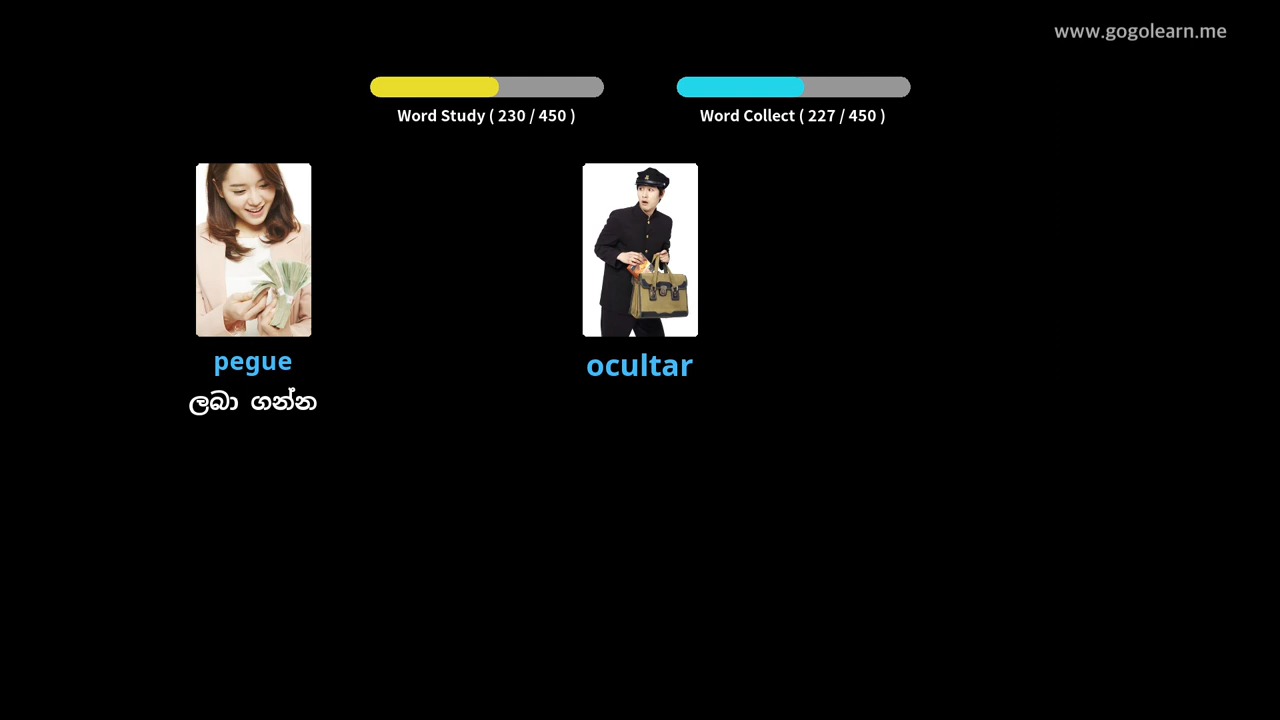 www.gogolearn.me
Word Study ( 230 / 450 )
Word Collect ( 227 / 450 )
pegue
ලබා ගන්න
ocultar